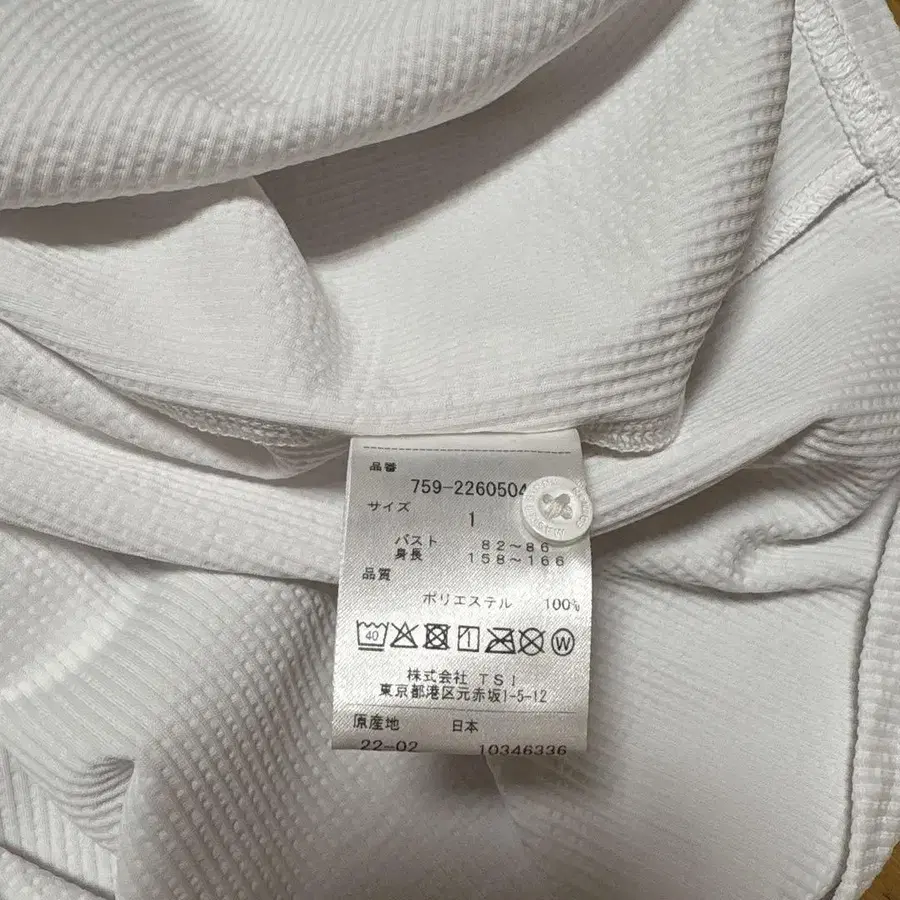 品番
759-2260504
サイズ
1
バスト 82～86
身長 158～166
品質
ポリエステル 100%
40
W
株式会社 TSI
東京都港区元赤坂1-5-12
原産地 日本
22-02 10346336